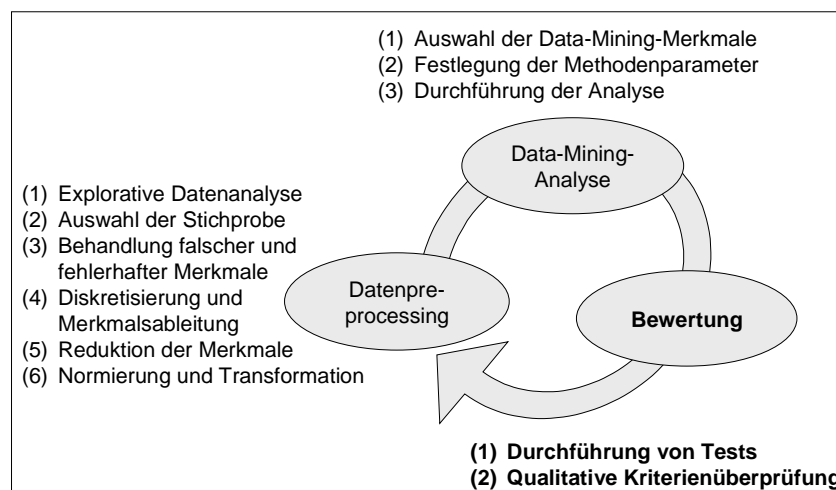 (1) Auswahl der Data-Mining-Merkmale
(2) Festlegung der Methodenparameter
(3) Durchführung der Analyse
Data-Mining-
Analyse
(1) Explorative Datenanalyse
(2) Auswahl der Stichprobe
(3) Behandlung falscher und
fehlerhafter Merkmale
(4) Diskretisierung und
Merkmalsableitung
(5) Reduktion der Merkmale
(6) Normierung und Transformation
Datenpre-
processing
Bewertung
(1) Durchführung von Tests
(2) Qualitative Kriterienüberprüfung